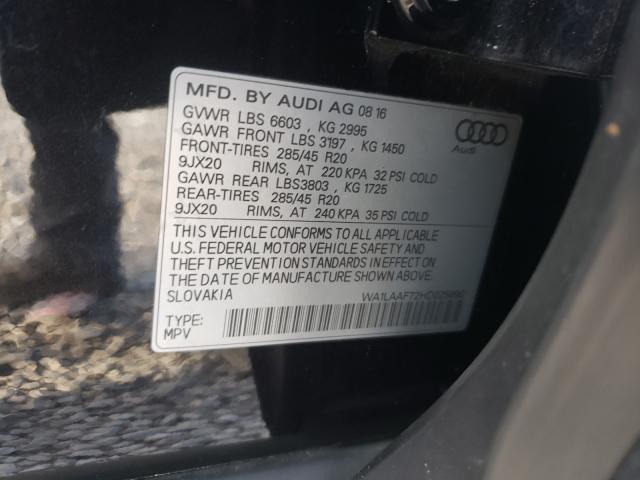 MFD. BY AUDI AG 08 16
GVWR LBS 6603 , KG 2995
GAWR FRONT LBS 3197 , KG 1450
FRONT-TIRES 285/45 R20
9JX20 RIMS, AT 220 KPA 32 PSI COLD
GAWR REAR LBS3803 , KG 1725
REAR-TIRES 285/45 R20
9JX20 RIMS, AT 240 KPA 35 PSI COLD
Audi
THIS VEHICLE CONFORMS TO ALL APPLICABLE
U.S. FEDERAL MOTOR VEHICLE SAFETY AND
THEFT PREVENTION STANDARDS IN EFFECT ON
THE DATE OF MANUFACTURE SHOWN ABOVE.
SLOVAKIA
TYPE:
MPV